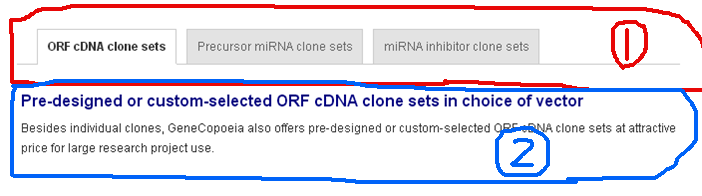 ORF cDNA clone sets Precursor miRNA clone sets miRNA inhibitor clone sets
1
Pre-designed or custom-selected ORF cDNA clone sets in choice of vector
Besides individual clones, GeneCopoeia also offers pre-designed or custom-selected ORF cDNA clone sets at attractive
price for large research project use.
2